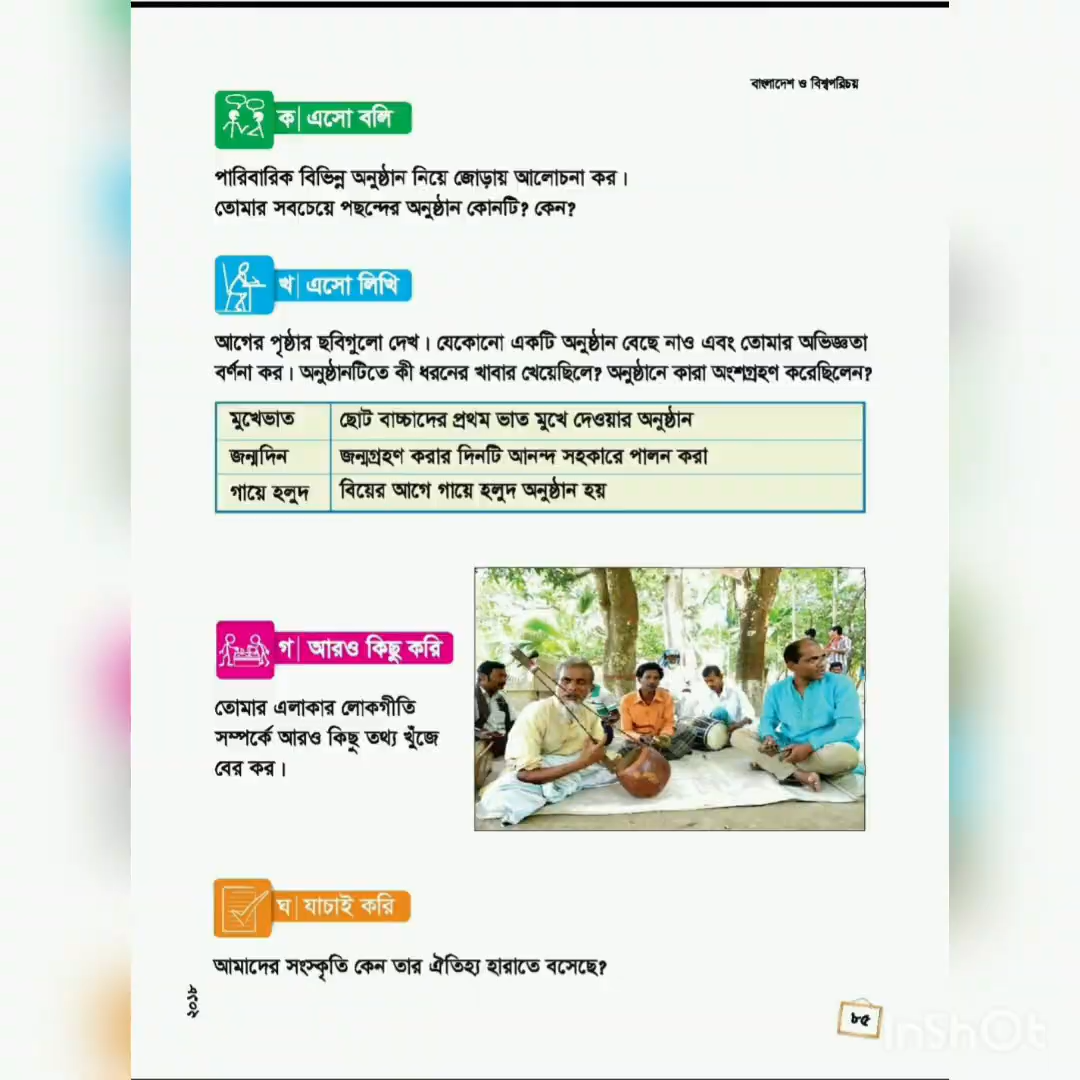 বাংলাদেশ ও বিশ্বপরিচয়
ক| এসো বলি
পারিবারিক বিভিন্ন অনুষ্ঠান নিয়ে জোড়ায় আলোচনা কর।
তোমার সবচেয়ে পছন্দের অনুষ্ঠান কোনটি? কেন?
খ| এসো লিখি
আগের পৃষ্ঠার ছবিগুলো দেখ। যেকোনো একটি অনুষ্ঠান বেছে নাও এবং তোমার অভিজ্ঞতা
বর্ণনা কর। অনুষ্ঠানটিতে কী ধরনের খাবার খেয়েছিলে? অনুষ্ঠানে কারা অংশগ্রহণ করেছিলেন?
মুখেভাত ছোট বাচ্চাদের প্রথম ভাত মুখে দেওয়ার অনুষ্ঠান
জন্মদিন জন্মগ্রহণ করার দিনটি আনন্দ সহকারে পালন করা
গায়ে হলুদ বিয়ের আগে গায়ে হলুদ অনুষ্ঠান হয়
গ| আরও কিছু করি
তোমার এলাকার লোকগীতি
সম্পর্কে আরও কিছু তথ্য খুঁজে
বের কর।
ঘ| যাচাই করি
আমাদের সংস্কৃতি কেন তার ঐতিহ্য হারাতে বসেছে?
২০১৮
৮৫
InShOt